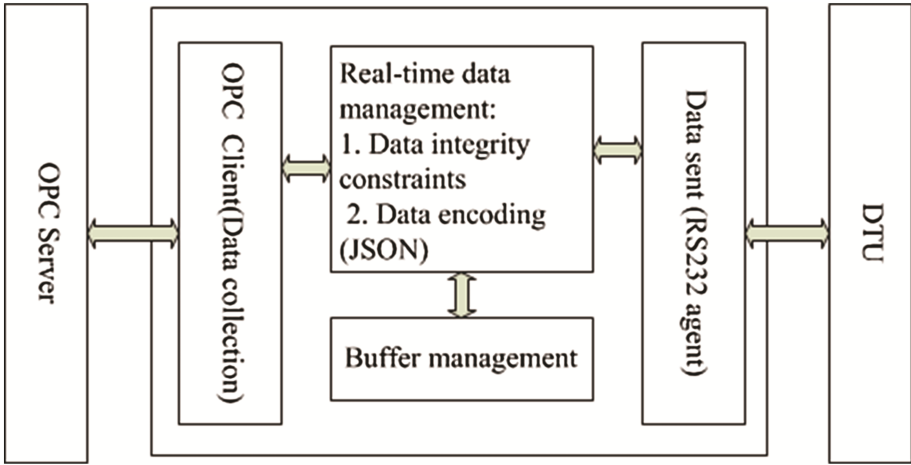 OPC Server
OPC Client(Data collection)
Real-time data
management:
1. Data integrity
constraints
2. Data encoding
(JSON)
Buffer management
Data sent (RS232 agent)
DTU